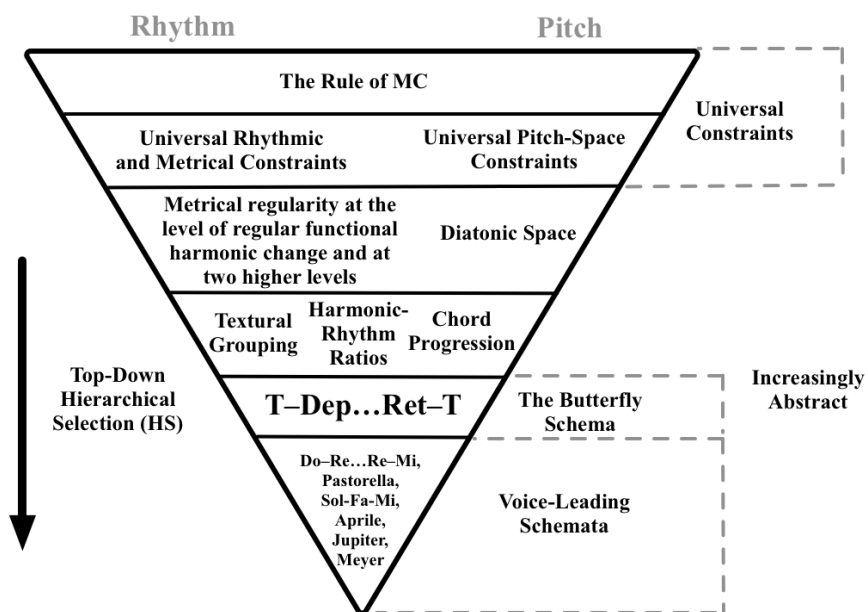 Rhythm
Pitch
The Rule of MC
Universal
Constraints
Universal Rhythmic
and Metrical Constraints
Universal Pitch-Space
Constraints
Metrical regularity at the
level of regular functional
harmonic change and at
two higher levels
Diatonic Space
Textural
Grouping
Harmonic-
Rhythm
Ratios
Chord
Progression
Top-Down
Hierarchical
Selection (HS)
T–Dep…Ret–T
The Butterfly
Schema
Increasingly
Abstract
Do–Re…Re–Mi,
Pastorella,
Sol-Fa-Mi,
Aprile,
Jupiter,
Meyer
Voice-Leading
Schemata